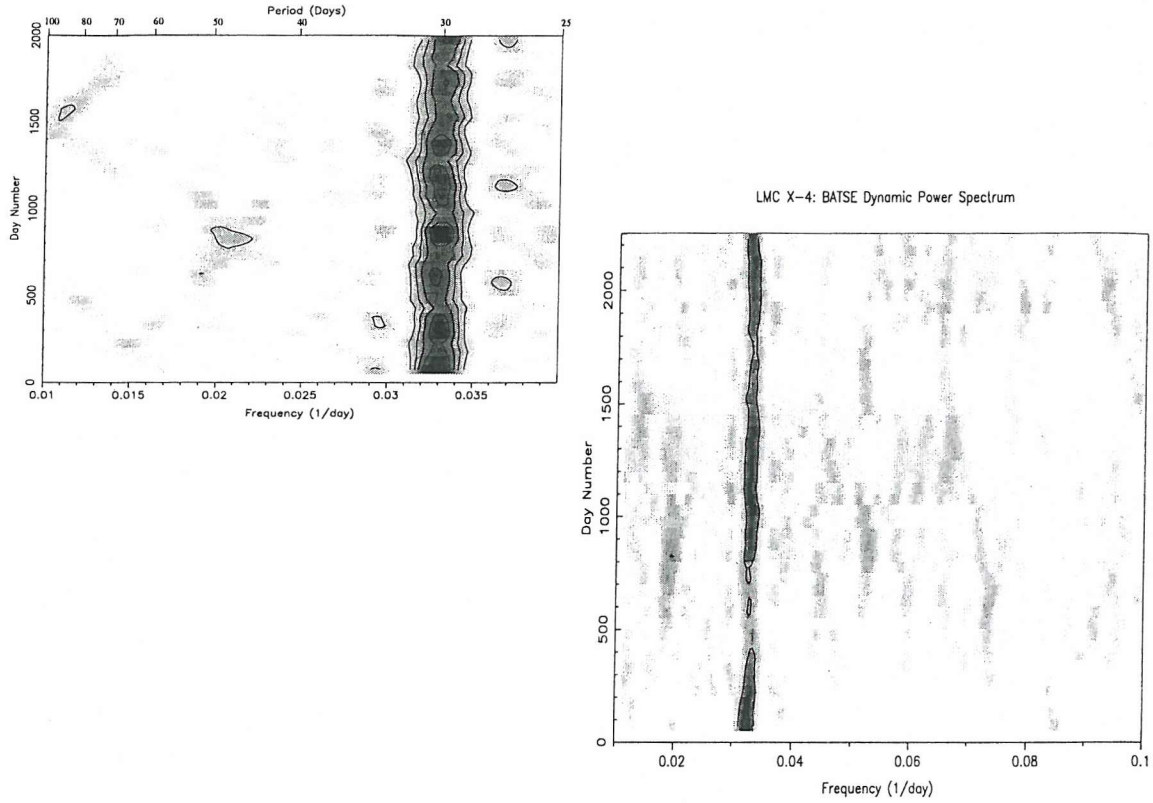 Period (Days)
100 80 70 60 50 40 30 25
2000
1500
1000
500
0
Day Number
0.01 0.015 0.02 0.025 0.03 0.035
Frequency (1/day)
LMC X-4: BATSE Dynamic Power Spectrum
2000
1500
1000
500
0
Day Number
0.02 0.04 0.06 0.08 0.1
Frequency (1/day)